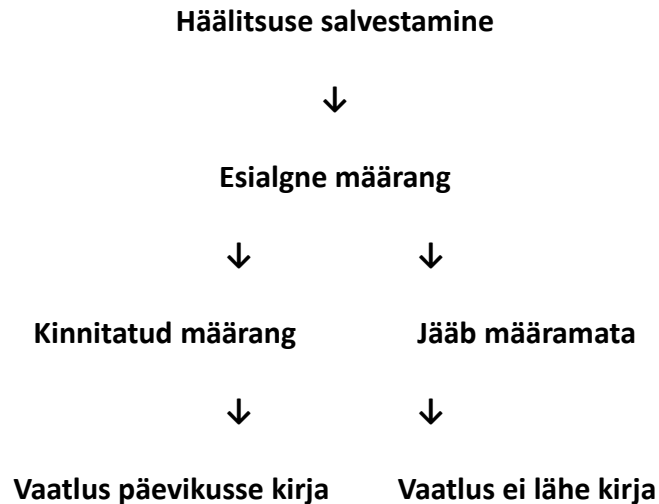 Häälitsuse salvestamine
↓
Esialgne määrang
↓ ↓
Kinnitatud määrang Jääb määramata
↓ ↓
Vaatlus päevikusse kirja Vaatlus ei lähe kirja